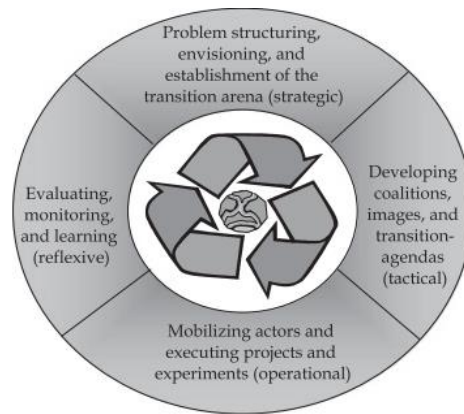 Problem structuring,
envisioning, and
establishment of the
transition arena (strategic)
Developing
coalitions,
images, and
transition-
agendas
(tactical)
Mobilizing actors and
executing projects and
experiments (operational)
Evaluating,
monitoring,
and learning
(reflexive)